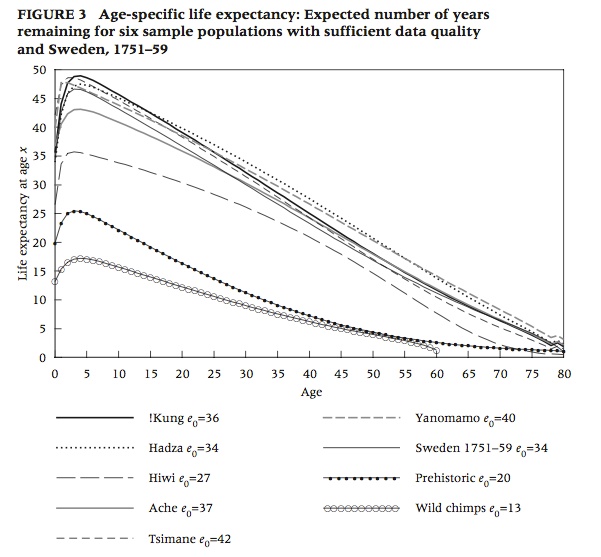 FIGURE 3 Age-specific life expectancy: Expected number of years
remaining for six sample populations with sufficient data quality
and Sweden, 1751–59
Life expectancy at age x
50
45
40
35
30
25
20
15
10
5
0
0 5 10 15 20 25 30 35 40 45 50 55 60 65 70 75 80
Age
!Kung e0=36
Hadza e0=34
Hiwi e0=27
Ache e0=37
Tsimane e0=42
Yanomamo e0=40
Sweden 1751–59 e0=34
Prehistoric e0=20
Wild chimps e0=13